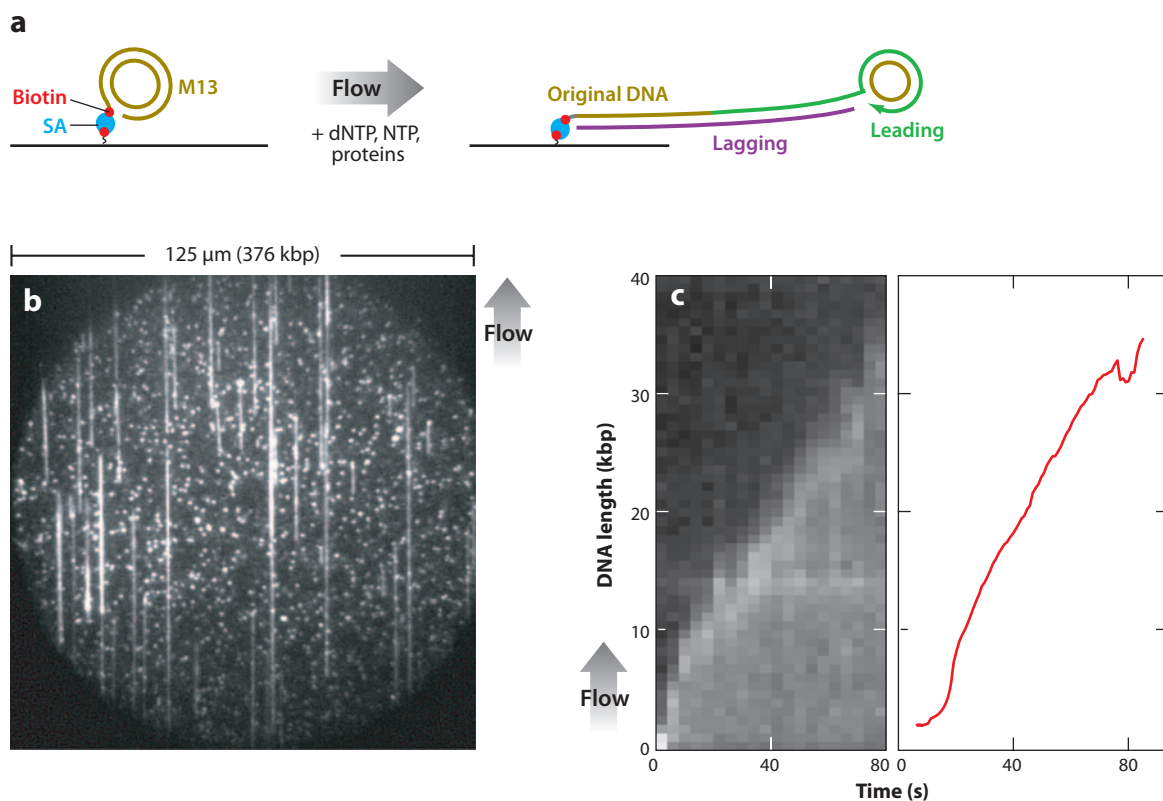 a
Biotin
SA
M13
Flow
+ dNTP, NTP,
proteins
Original DNA
Lagging
Leading
125 µm (376 kbp)
b
Flow
c
DNA length (kbp)
40
30
20
10
0
Flow
0 40 80
0 40 80
Time (s)